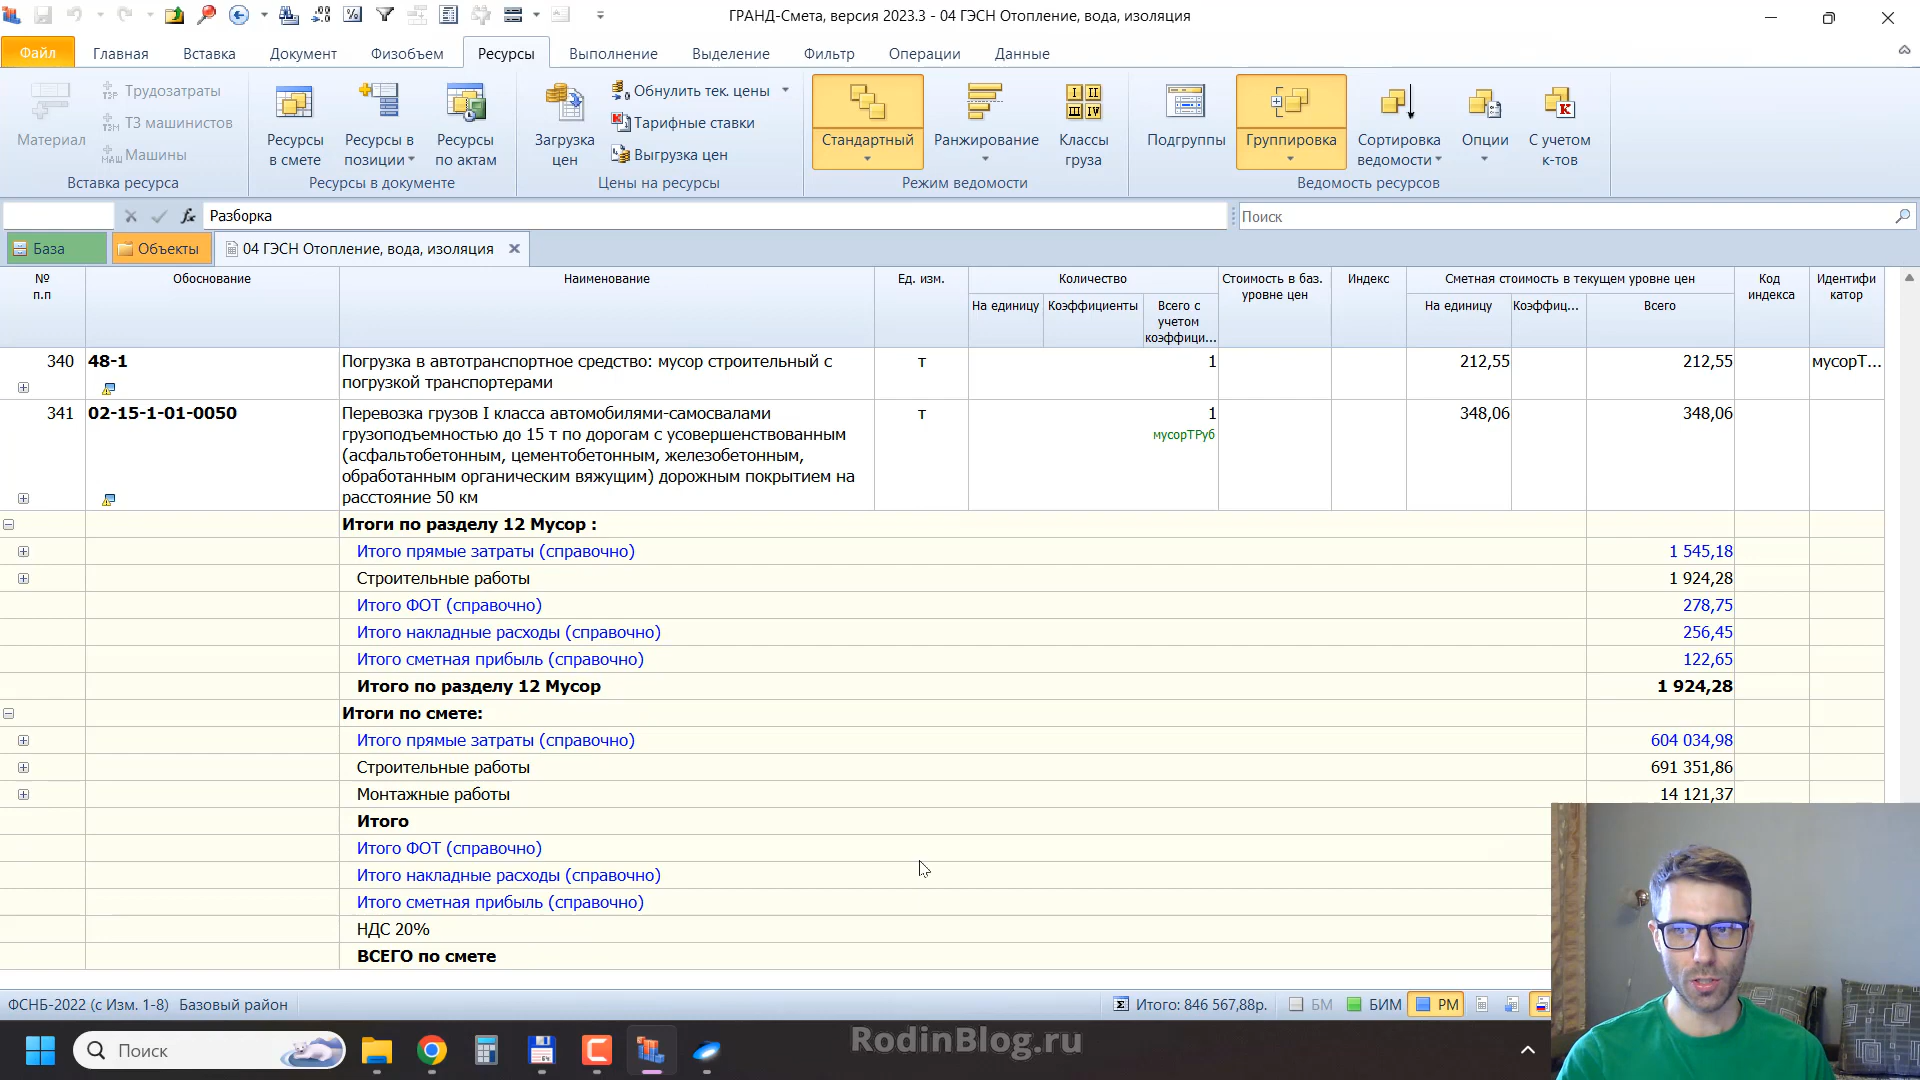 ГРАНД-Смета, версия 2023.3 - 04 ГЭСН Отопление, вода, изоляция
Файл Главная Вставка Документ Физобъем Ресурсы Выполнение Выделение Фильтр Операции Данные
Материал
Трудозатраты
ТЗ машинистов
Машины
Вставка ресурса
Ресурсы в смете
Ресурсы в позиции
Ресурсы по актам
Ресурсы в документе
Загрузка цен
Обнулить тек. цены
Тарифные ставки
Выгрузка цен
Цены на ресурсы
Стандартный
Ранжирование
Классы груза
Режим ведомости
Подгруппы
Группировка
Сортировка ведомости
Опции
С учетом к-тов
Ведомость ресурсов
Разборка
Поиск
База
Объекты
04 ГЭСН Отопление, вода, изоляция
№ п.п
Обоснование
Наименование
Ед. изм.
Количество
На единицу
Коэффициенты
Всего с учетом коэффици...
Стоимость в баз. уровне цен
Индекс
Сметная стоимость в текущем уровне цен
На единицу
Коэффиц...
Всего
Код индекса
Идентифи катор
340 48-1 Погрузка в автотранспортное средство: мусор строительный с т 1 212,55 212,55 мусорТ...
погрузкой транспортерами
341 02-15-1-01-0050 Перевозка грузов I класса автомобилями-самосвалами т 1 348,06 348,06
грузоподъемностью до 15 т по дорогам с усовершенствованным мусорТРуб
(асфальтобетонным, цементобетонным, железобетонным,
обработанным органическим вяжущим) дорожным покрытием на
расстояние 50 км
Итоги по разделу 12 Мусор :
Итого прямые затраты (справочно) 1 545,18
Строительные работы 1 924,28
Итого ФОТ (справочно) 278,75
Итого накладные расходы (справочно) 256,45
Итого сметная прибыль (справочно) 122,65
Итого по разделу 12 Мусор 1 924,28
Итоги по смете:
Итого прямые затраты (справочно) 604 034,98
Строительные работы 691 351,86
Монтажные работы 14 121,37
Итого
Итого ФОТ (справочно)
Итого накладные расходы (справочно)
Итого сметная прибыль (справочно)
НДС 20%
ВСЕГО по смете
ФСНБ-2022 (с Изм. 1-8) Базовый район Итого: 846 567,88р. БМ БИМ РМ
Поиск
RodinBlog.ru